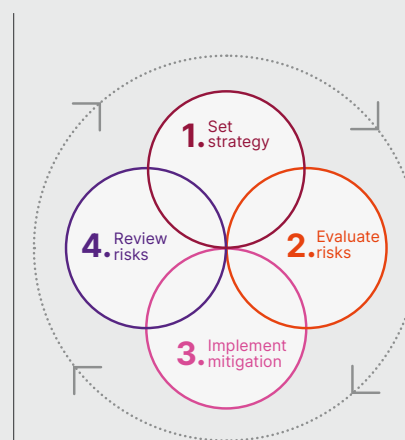 1. Set
strategy
2. Evaluate
risks
3. Implement
mitigation
4. Review
risks